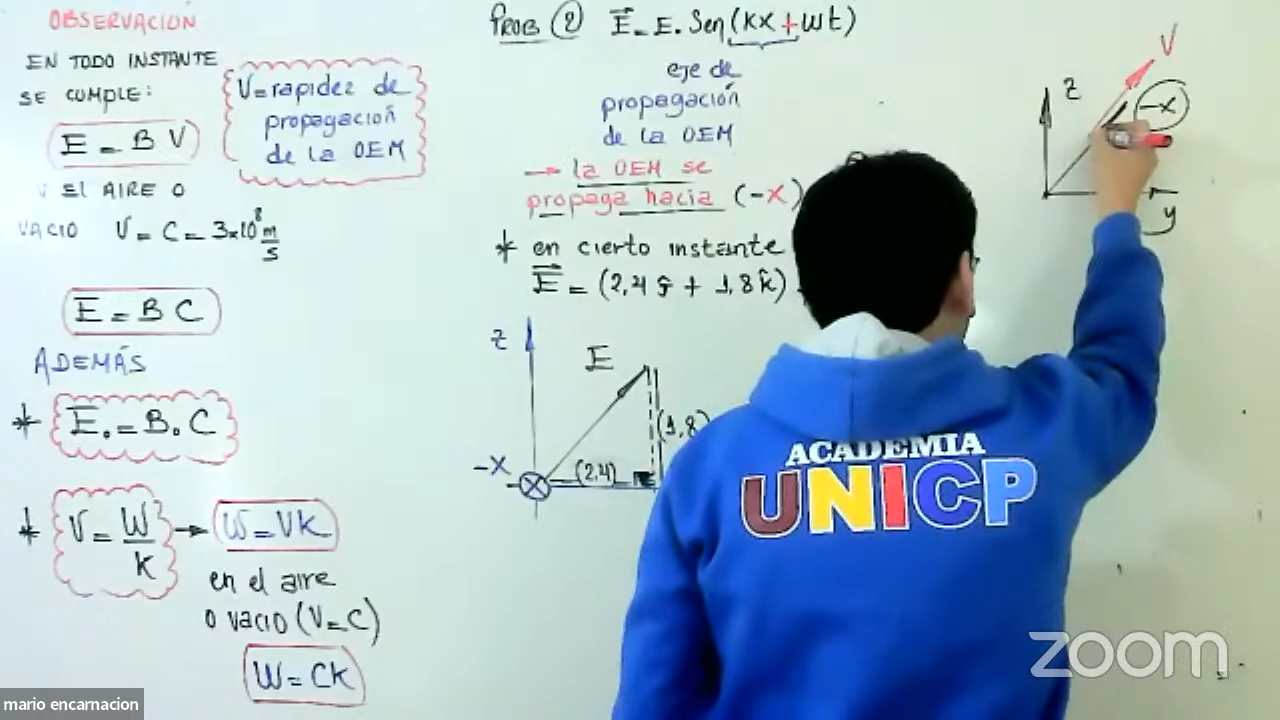 OBSERVACION
EN TODO INSTANTE
SE CUMPLE:
E = B V
V EL AIRE O
VACIO V = C = 3x10⁸ m/s
E = B C
ADEMÁS
* E₀ = B₀ C
* V = W/k → W = Vk
en el aire
o vacio (V = C)
W = Ck
V = rapidez de
propagación
de la OEM
PROB ② E⃗ = E₀ Sen (kx + wt)
eje de
propagación
de la OEM
→ la OEM se
propaga hacia (-x)
* en cierto instante
E⃗ = (2,4 ĵ + 1,8 k̂)
z
E
(1,8)
-x
(2,4)
V
z
-x
y
ACADEMIA
UNICP
zoom
mario encarnacion